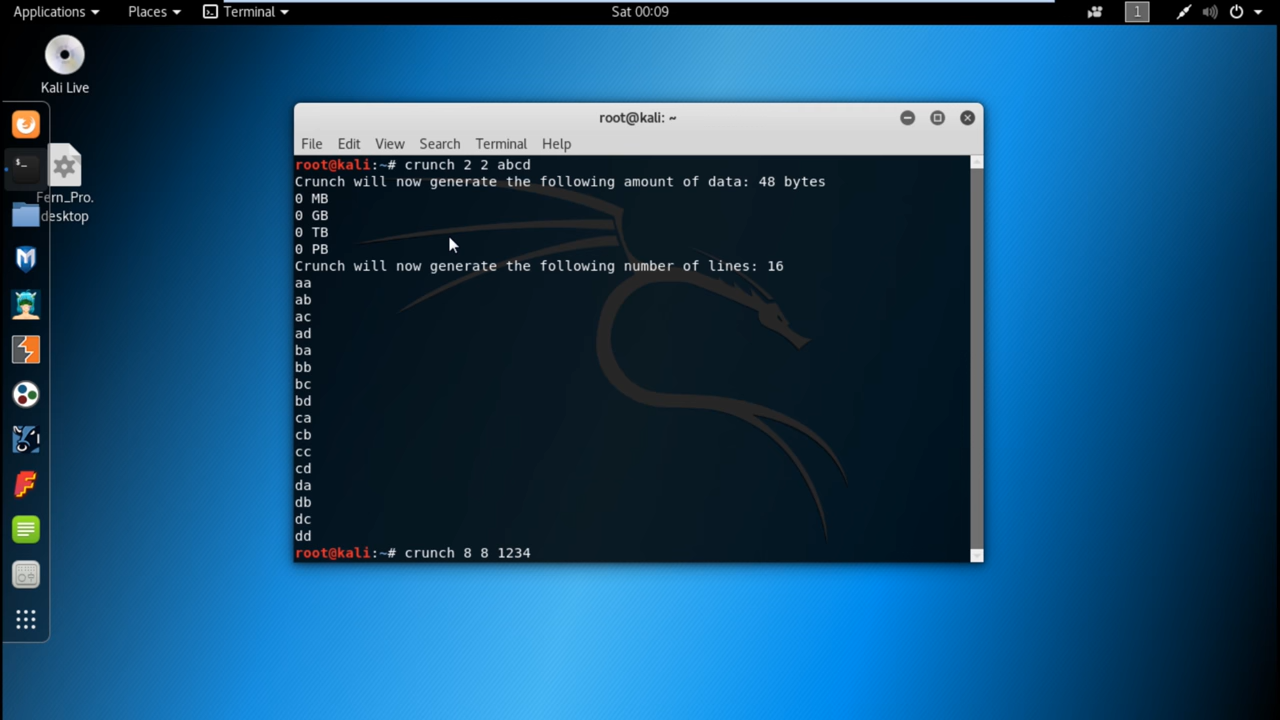 Applications Places Terminal Sat 00:09 1
Kali Live
Fern_Pro.
desktop
root@kali: ~
File Edit View Search Terminal Help
root@kali:~# crunch 2 2 abcd
Crunch will now generate the following amount of data: 48 bytes
0 MB
0 GB
0 TB
0 PB
Crunch will now generate the following number of lines: 16
aa
ab
ac
ad
ba
bb
bc
bd
ca
cb
cc
cd
da
db
dc
dd
root@kali:~# crunch 8 8 1234